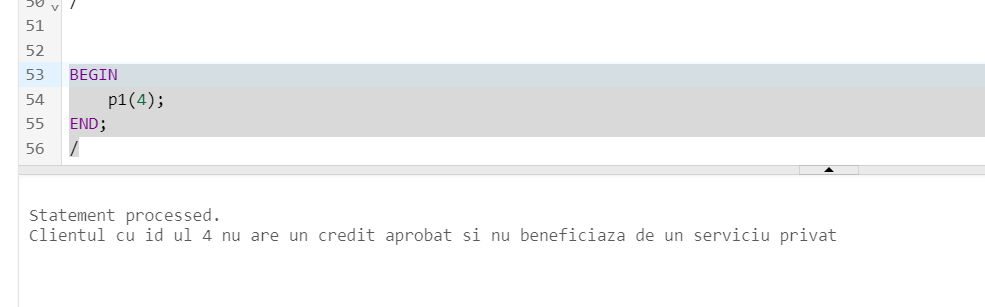 50 /
51
52
53 BEGIN
54 p1(4);
55 END;
56 /
Statement processed.
Clientul cu id ul 4 nu are un credit aprobat si nu beneficiaza de un serviciu privat